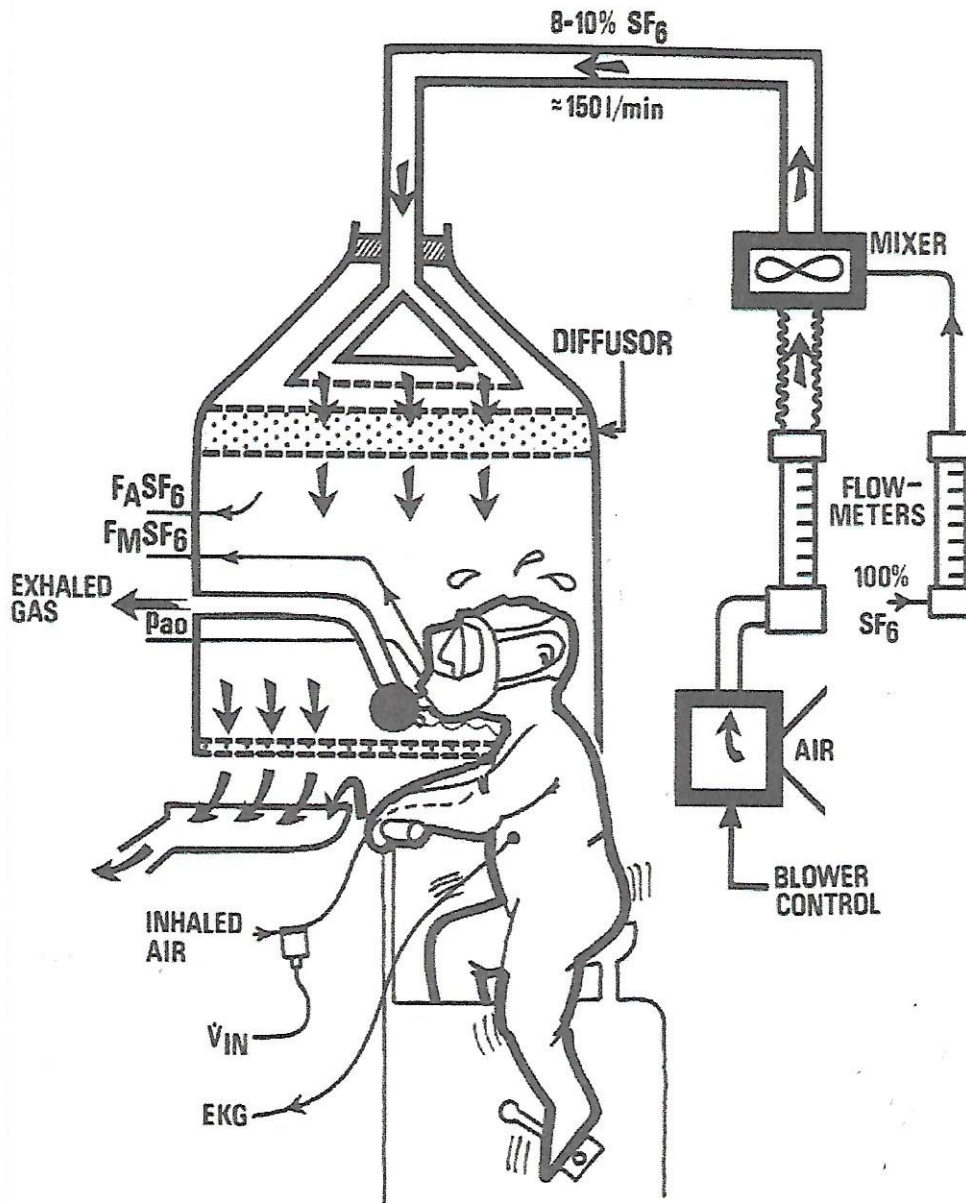 8-10% SF6
≈150 l/min
MIXER
DIFFUSOR
FASF6
FMSF6
FLOW-
METERS
EXHALED
GAS
100%
SF6
pao
AIR
BLOWER
CONTROL
INHALED
AIR
V̇IN
EKG